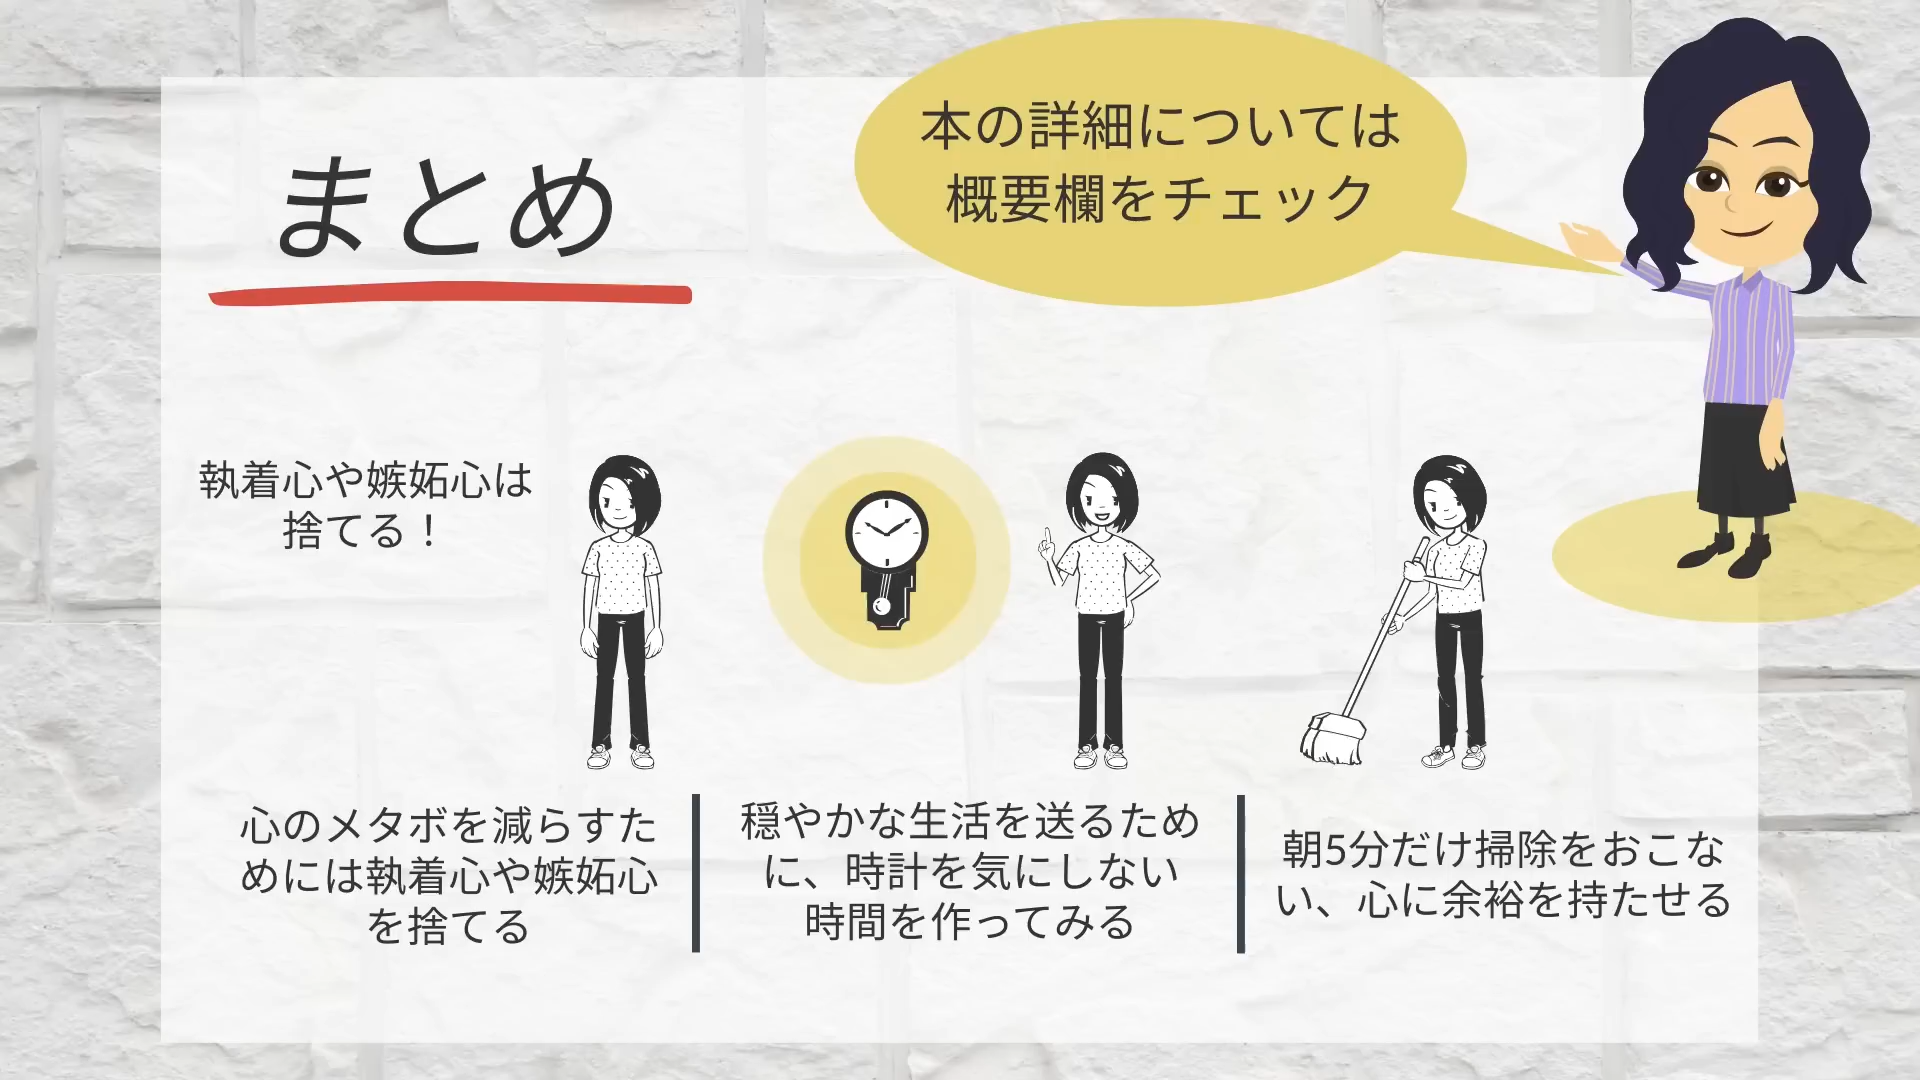 まとめ
本の詳細については
概要欄をチェック
執着心や嫉妬心は
捨てる！
心のメタボを減らすた
めには執着心や嫉妬心
を捨てる
穏やかな生活を送るため
に、時計を気にしない
時間を作ってみる
朝5分だけ掃除をおこな
い、心に余裕を持たせる